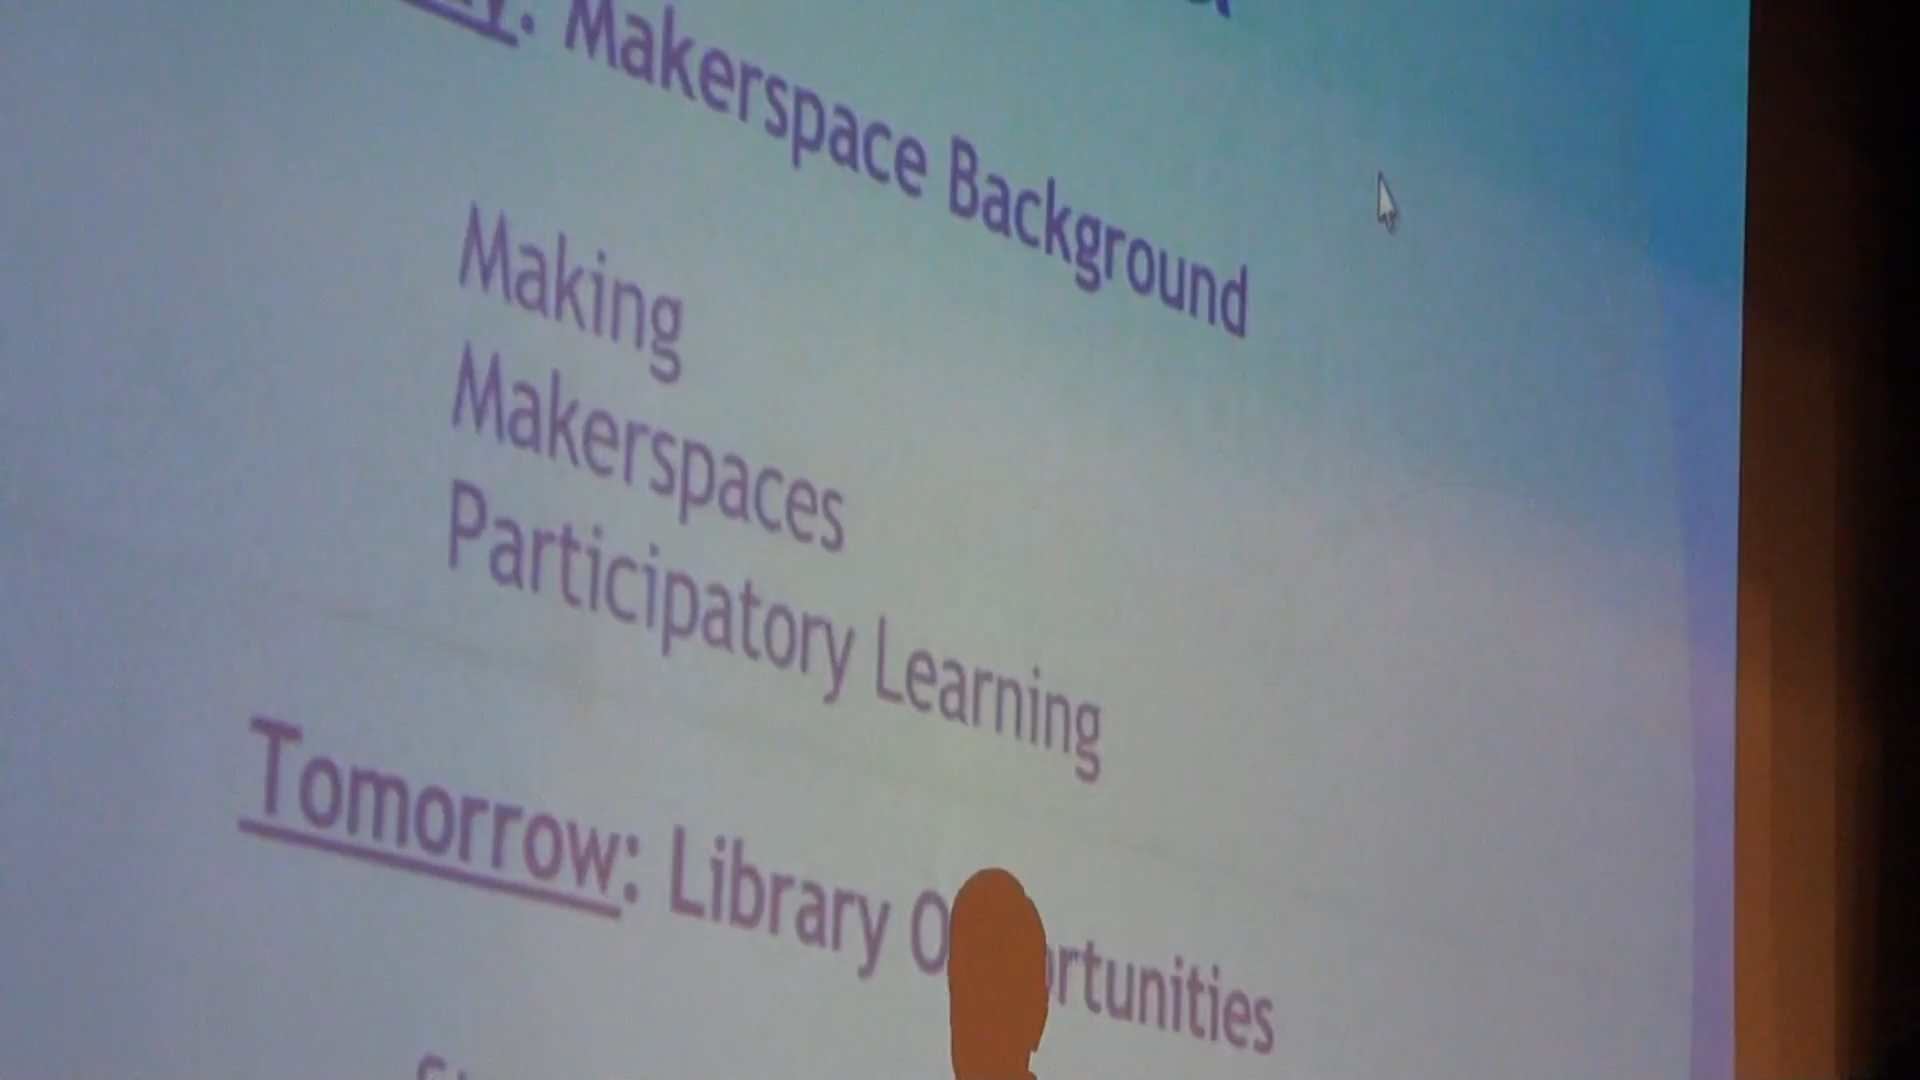 Makerspace Background
Making
Makerspaces
Participatory Learning
Tomorrow: Library